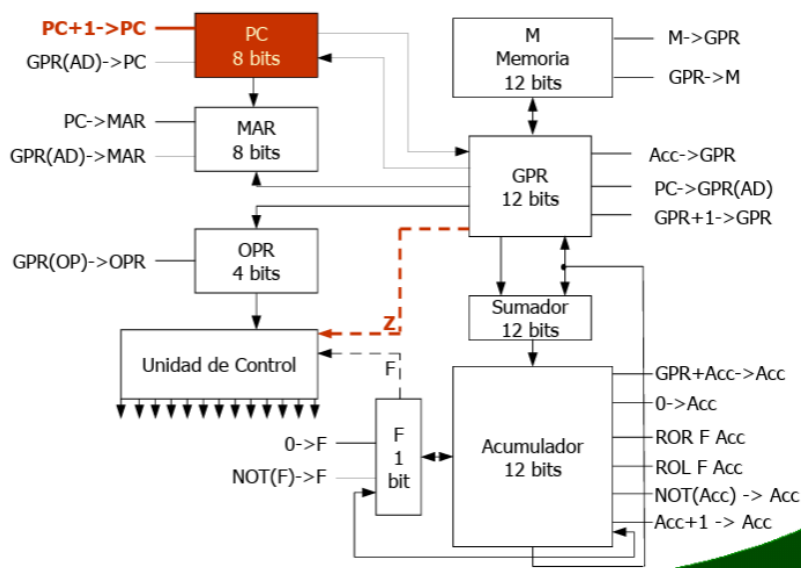 PC+1->PC
GPR(AD)->PC
PC
8 bits
M
Memoria
12 bits
M->GPR
GPR->M
PC->MAR
GPR(AD)->MAR
MAR
8 bits
GPR
12 bits
Acc->GPR
PC->GPR(AD)
GPR+1->GPR
GPR(OP)->OPR
OPR
4 bits
Z
Sumador
12 bits
Unidad de Control
F
0->F
NOT(F)->F
F
1
bit
Acumulador
12 bits
GPR+Acc->Acc
0->Acc
ROR F Acc
ROL F Acc
NOT(Acc) -> Acc
Acc+1 -> Acc